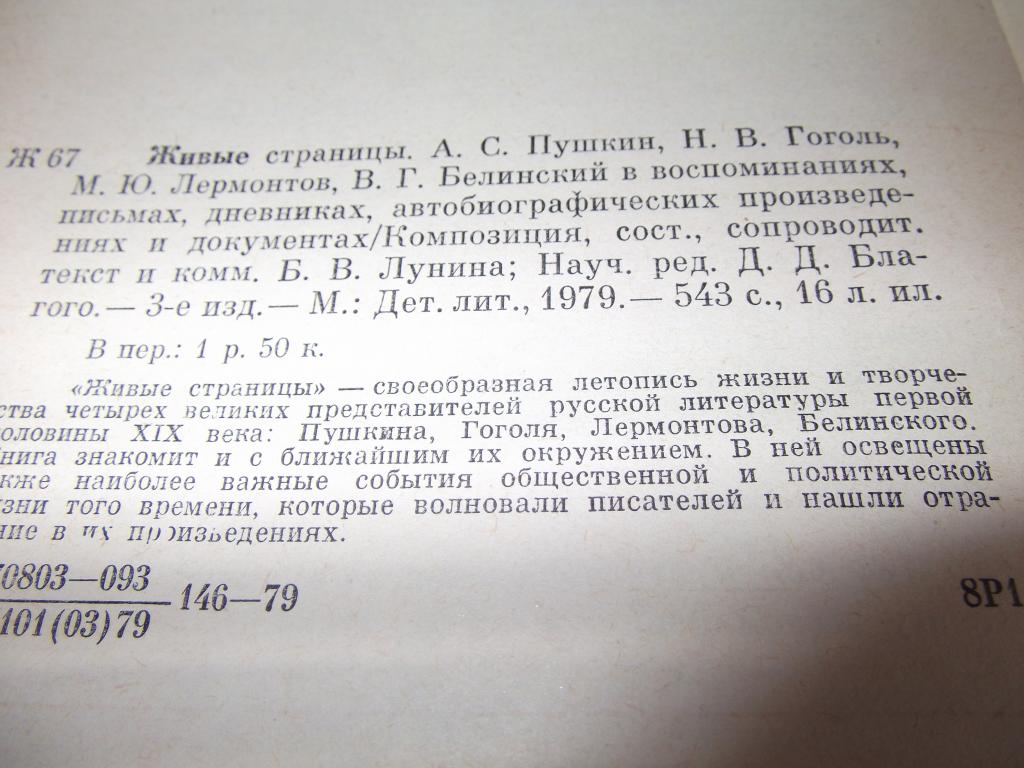 Ж 67 Живые страницы. А. С. Пушкин, Н. В. Гоголь,
М. Ю. Лермонтов, В. Г. Белинский в воспоминаниях,
письмах, дневниках, автобиографических произведе-
ниях и документах/Композиция, сост., сопроводит.
текст и комм. Б. В. Лунина; Науч. ред. Д. Д. Бла-
гого.— 3-е изд.— М.: Дет. лит., 1979.— 543 с., 16 л. ил.
В пер.: 1 р. 50 к.
«Живые страницы» — своеобразная летопись жизни и творче-
ства четырех великих представителей русской литературы первой
половины XIX века: Пушкина, Гоголя, Лермонтова, Белинского.
Книга знакомит и с ближайшим их окружением. В ней освещены
также наиболее важные события общественной и политической
жизни того времени, которые волновали писателей и нашли отра-
ние в их произведениях.
70803—093
101(03)79
146—79
8Р1